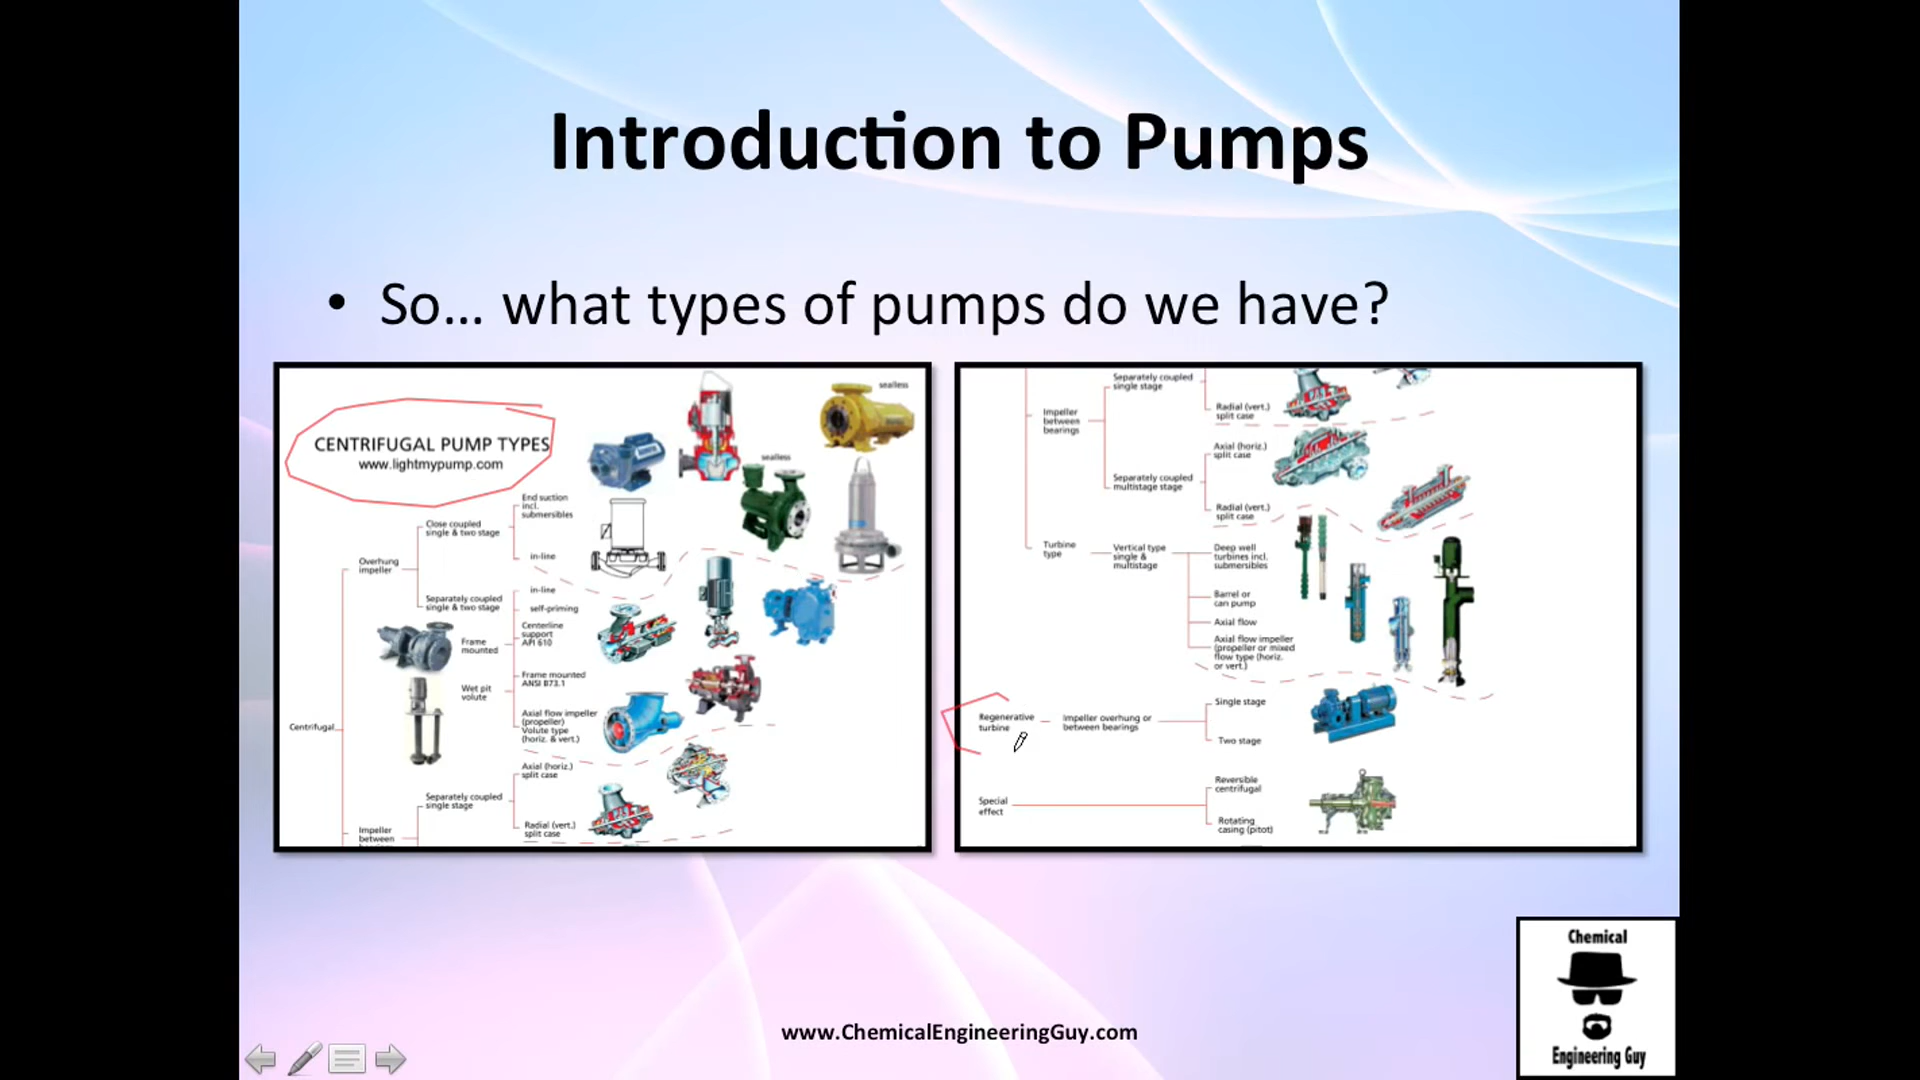 Introduction to Pumps
• So... what types of pumps do we have?
CENTRIFUGAL PUMP TYPES
www.lightmypump.com
sealless
sealless
End suction
incl.
submersibles
Close coupled
single & two stage
in-line
Overhung
impeller
in-line
Separately coupled
single & two stage
self-priming
Centerline
support
API 610
Frame
mounted
Frame mounted
ANSI B73.1
Wet pit
volute
Axial flow impeller
(propeller)
Volute type
(horiz. & vert.)
Centrifugal
Axial (horiz.)
split case
Separately coupled
single stage
Radial (vert.)
split case
Impeller
between
Separately coupled
single stage
Radial (vert.)
split case
Impeller
between
bearings
Axial (horiz.)
split case
Separately coupled
multistage stage
Radial (vert.)
split case
Turbine
type
Vertical type
single &
multistage
Deep well
turbines incl.
submersibles
Barrel or
can pump
Axial flow
Axial flow impeller
(propeller or mixed
flow type (horiz.
or vert.)
Single stage
Regenerative
turbine
Impeller overhung or
between bearings
Two stage
Reversible
centrifugal
Special
effect
Rotating
casing (pitot)
Chemical
Engineering Guy
www.ChemicalEngineeringGuy.com